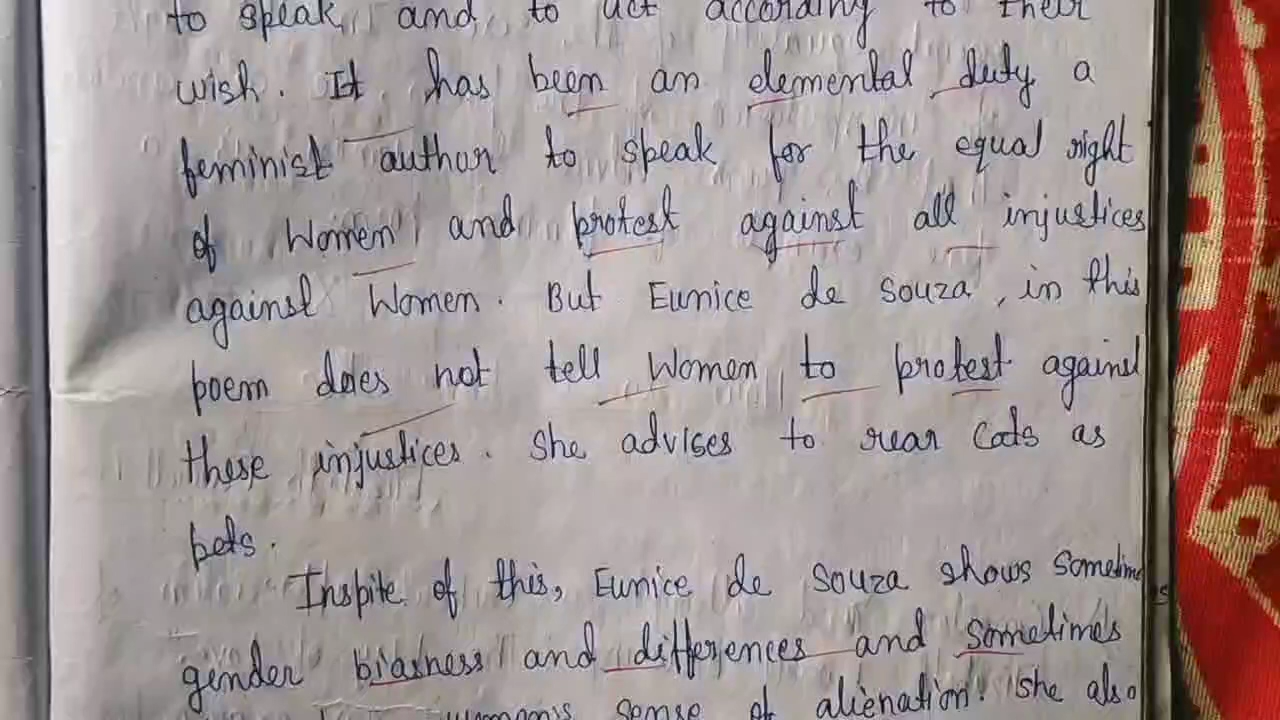 to speak and to act according to their
wish. It has been an elemental duty a
feminist author to speak for the equal right
of Women and protest against all injustices
against Women. But Eunice de Souza, in this
poem does not tell Women to protest against
these injustices. She advises to rear Cats as
pets.
Inspite of this, Eunice de Souza shows Sometimes
gender biasness and differences and Sometimes
woman's sense of alienation. She also